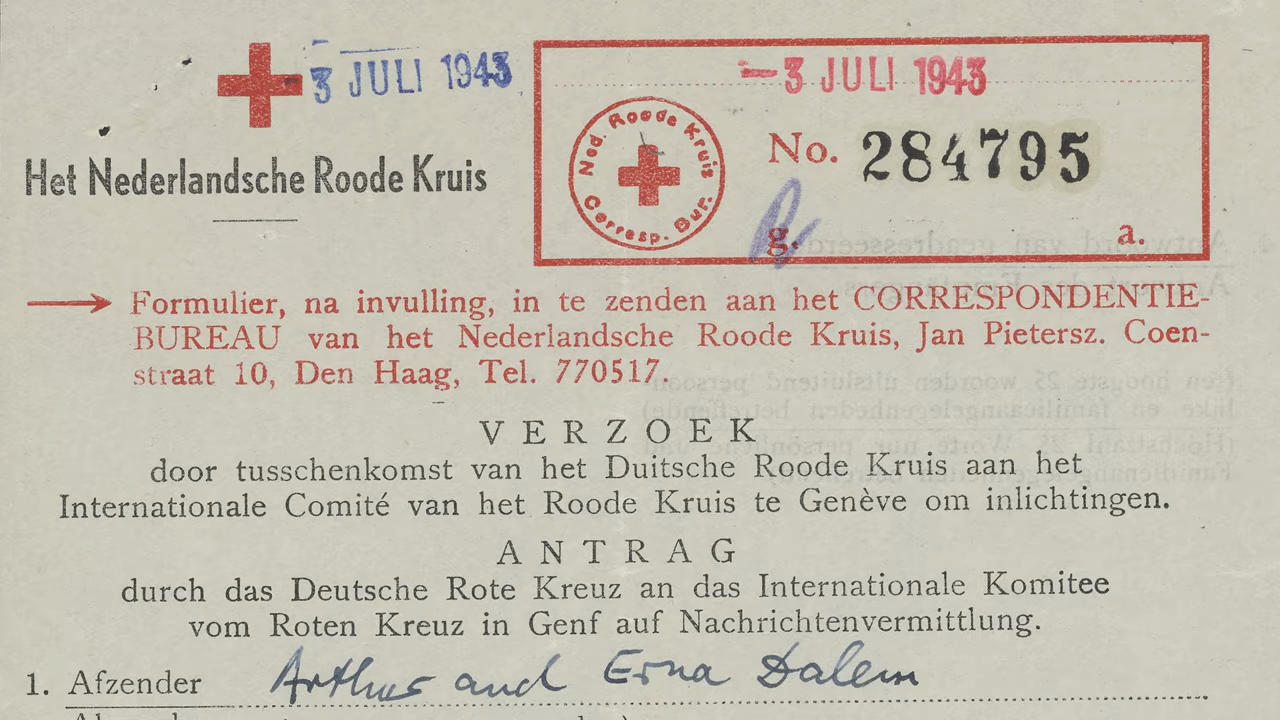 3 JULI 1943
-3 JULI 1943
Ned. Roode Kruis
Corresp. Bur.
No. 284795
g. a.
Het Nederlandsche Roode Kruis
Formulier, na invulling, in te zenden aan het CORRESPONDENTIE-
BUREAU van het Nederlandsche Roode Kruis, Jan Pietersz. Coen-
straat 10, Den Haag, Tel. 770517.
VERZOEK
door tusschenkomst van het Duitsche Roode Kruis aan het
Internationale Comité van het Roode Kruis te Genève om inlichtingen.
ANTRAG
durch das Deutsche Rote Kreuz an das Internationale Komitee
vom Roten Kreuz in Genf auf Nachrichtenvermittlung.
1. Afzender Arthur and Erna Dalem